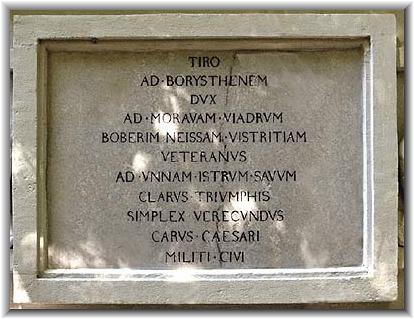 TIRO
AD·BORYSTHENEM
DVX
AD·MORAVAM·VIADRVM
BOBERIM·NEISSAM·VISTRITIAM
VETERANVS
AD·VNNAM·ISTRVM·SAVVM
CLARVS·TRIVMPHIS
SIMPLEX·VERECVNDVS
CARVS·CAESARI
MILITI·CIVI